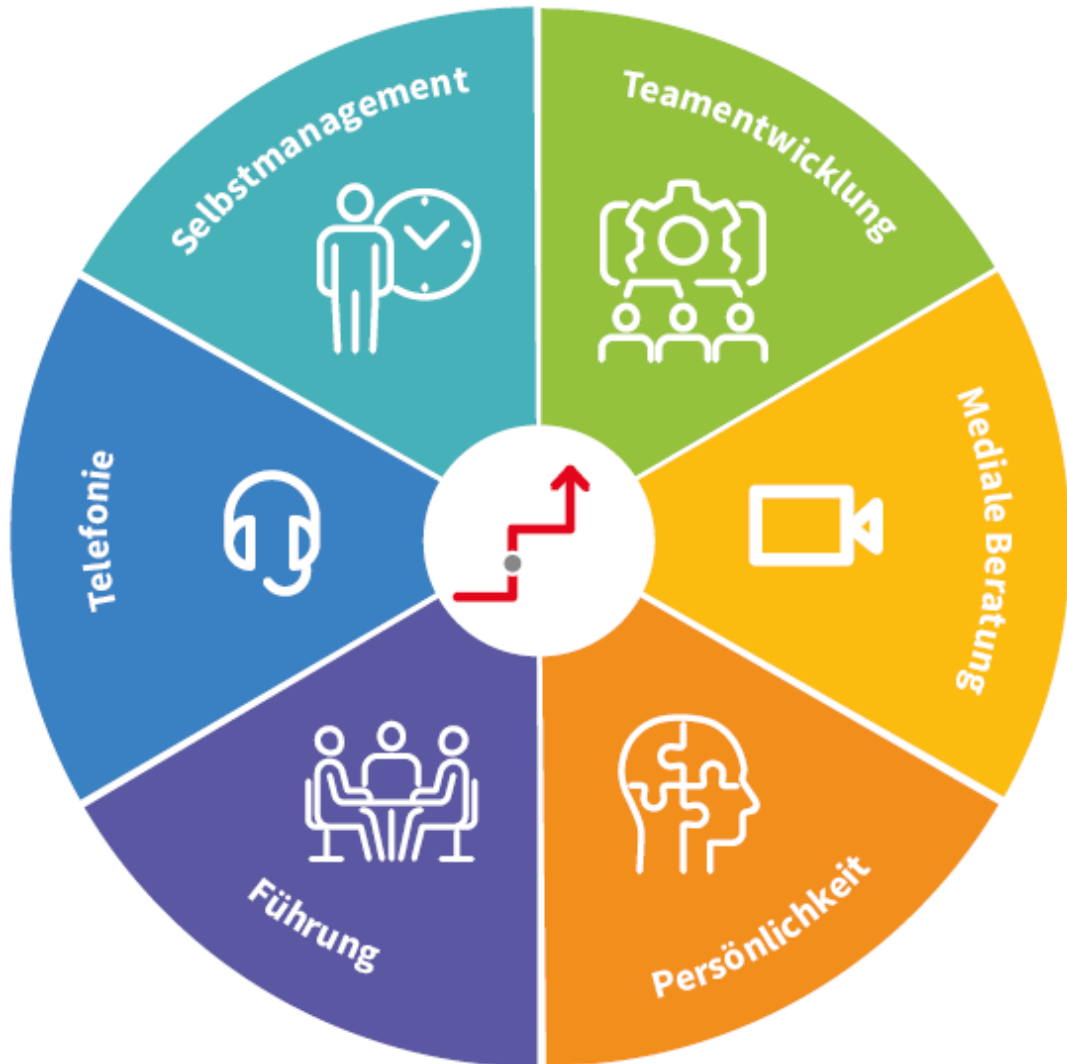 Selbstmanagement
Teamentwicklung
Mediale Beratung
Persönlichkeit
Führung
Telefonie